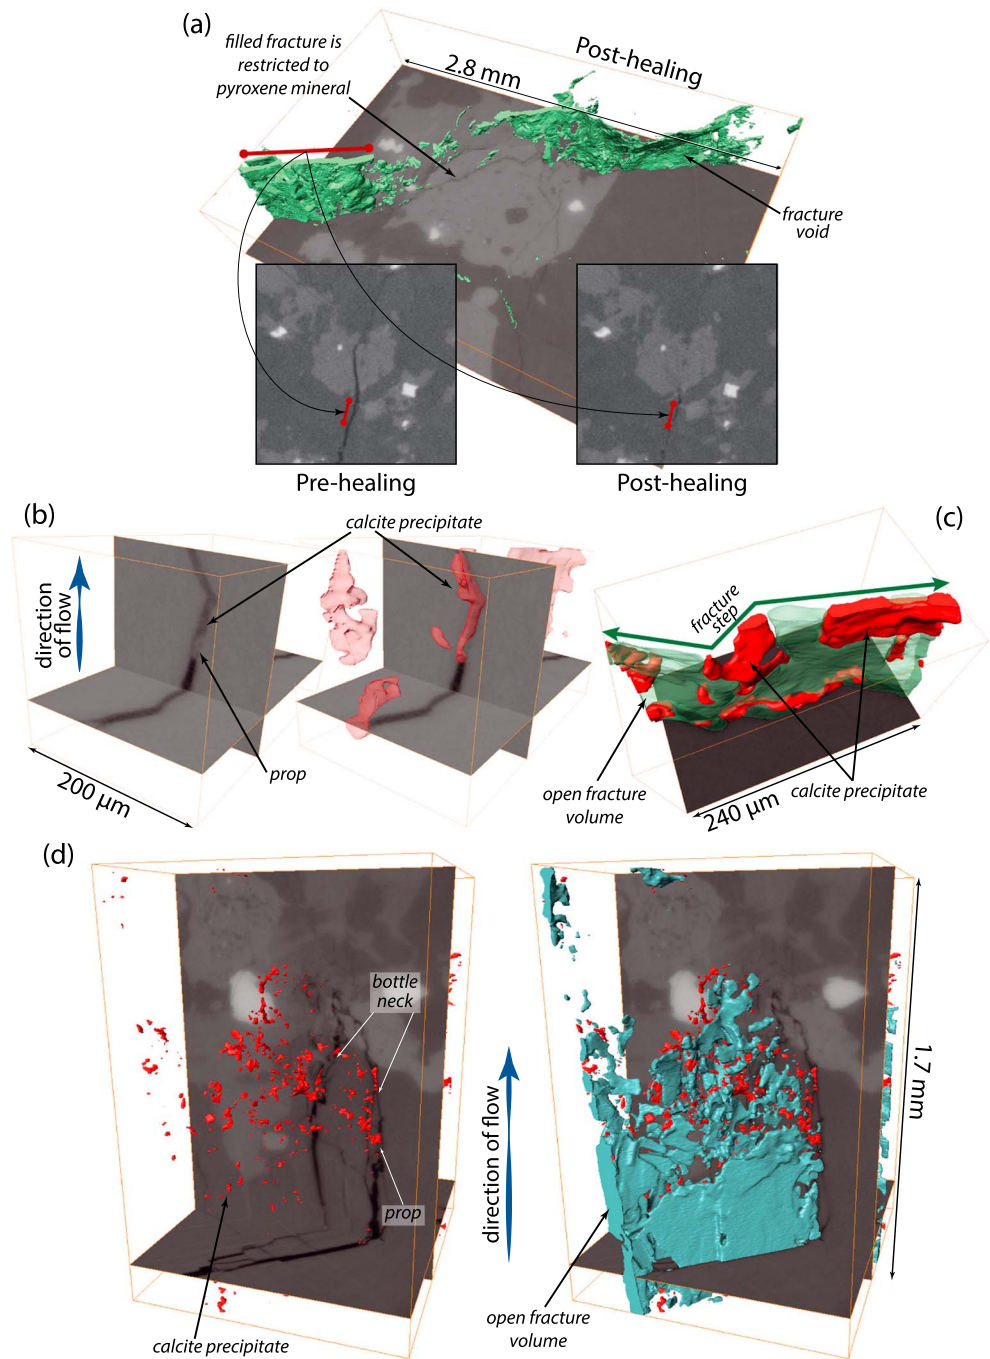 (a)
filled fracture is
restricted to
pyroxene mineral
Post-healing
2.8 mm
fracture
void
Pre-healing
Post-healing
(b)
calcite precipitate
(c)
direction
of flow
fracture
step
prop
200 µm
open fracture
volume
240 µm
calcite precipitate
(d)
bottle
neck
direction of flow
1.7 mm
prop
calcite precipitate
open fracture
volume